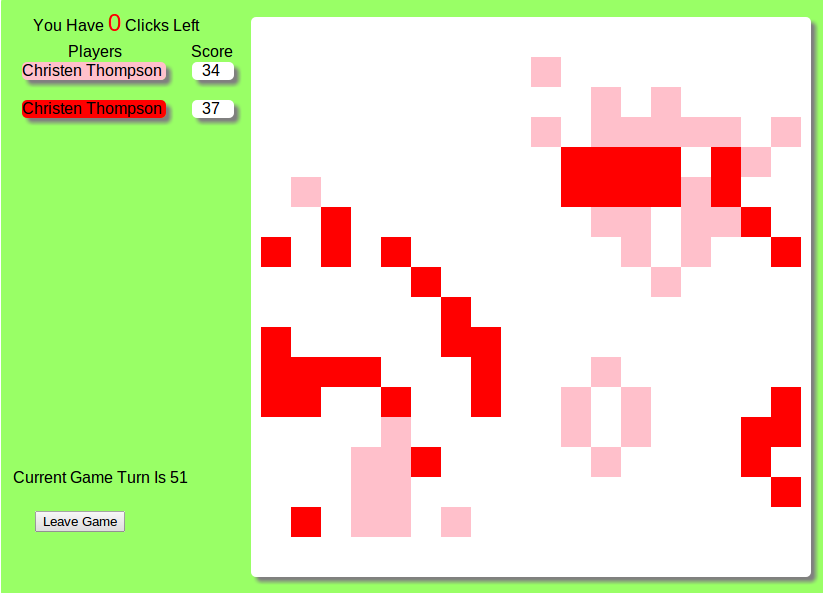 You Have 0 Clicks Left
Players Score
Christen Thompson 34
Christen Thompson 37
Current Game Turn Is 51
Leave Game